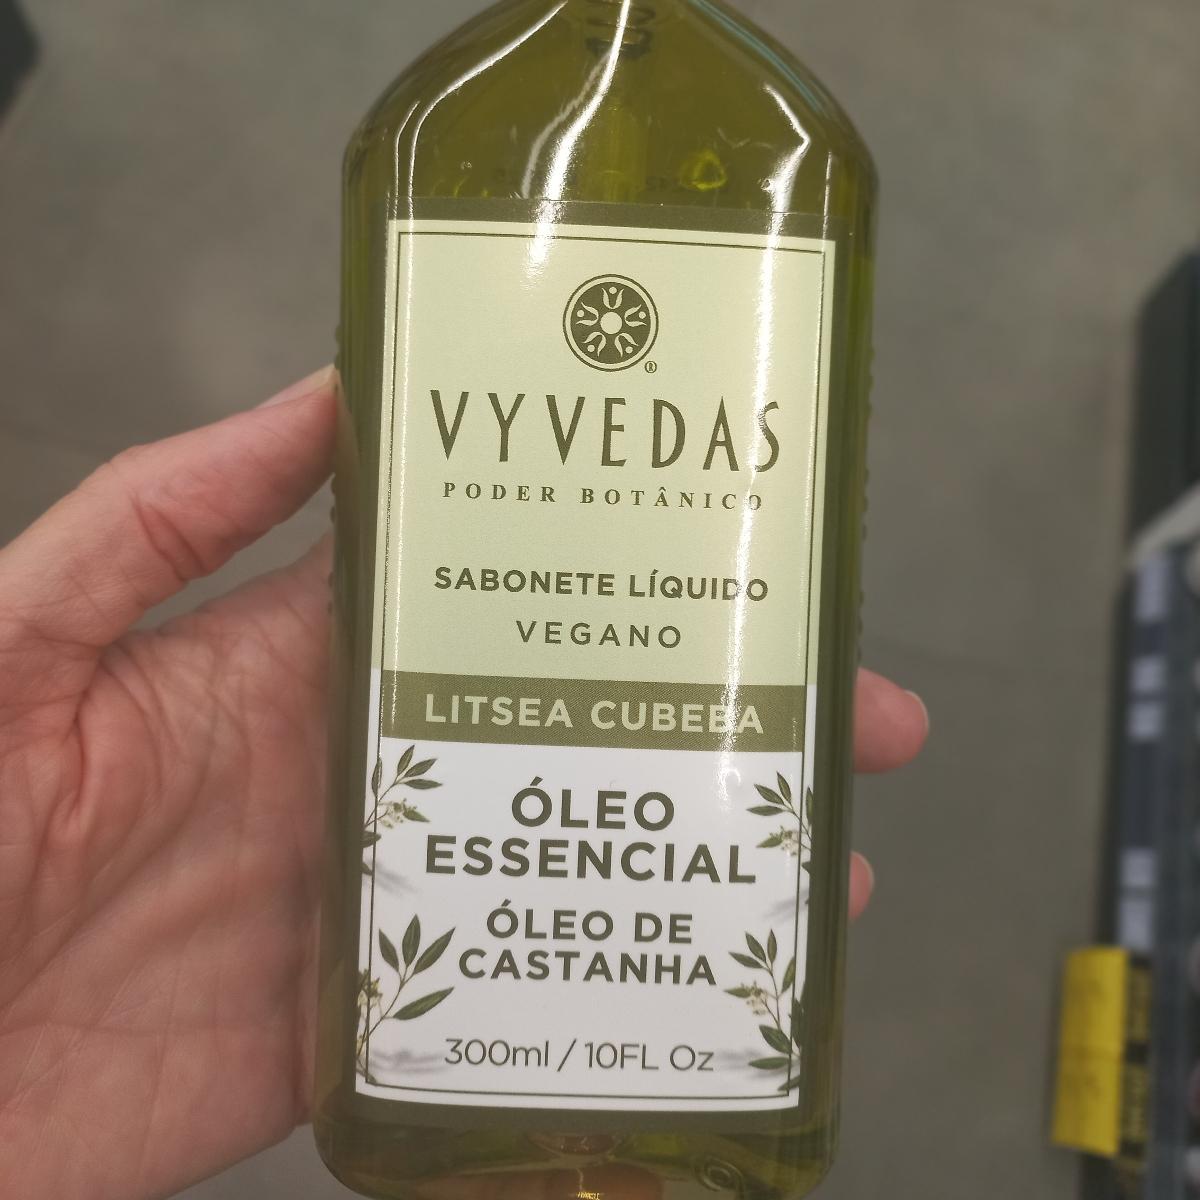 ®
VYVEDAS
PODER BOTÂNICO
SABONETE LÍQUIDO
VEGANO
LITSEA CUBEBA
ÓLEO
ESSENCIAL
ÓLEO DE
CASTANHA
300ml / 10FL Oz